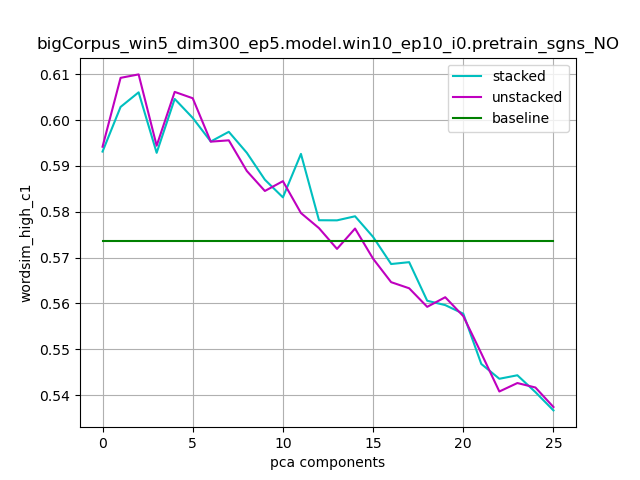 bigCorpus_win5_dim300_ep5.model.win10_ep10_i0.pretrain_sgns_NO
stacked
unstacked
baseline
0.61
0.60
0.59
0.58
0.57
0.56
0.55
0.54
wordsim_high_c1
0 5 10 15 20 25
pca components